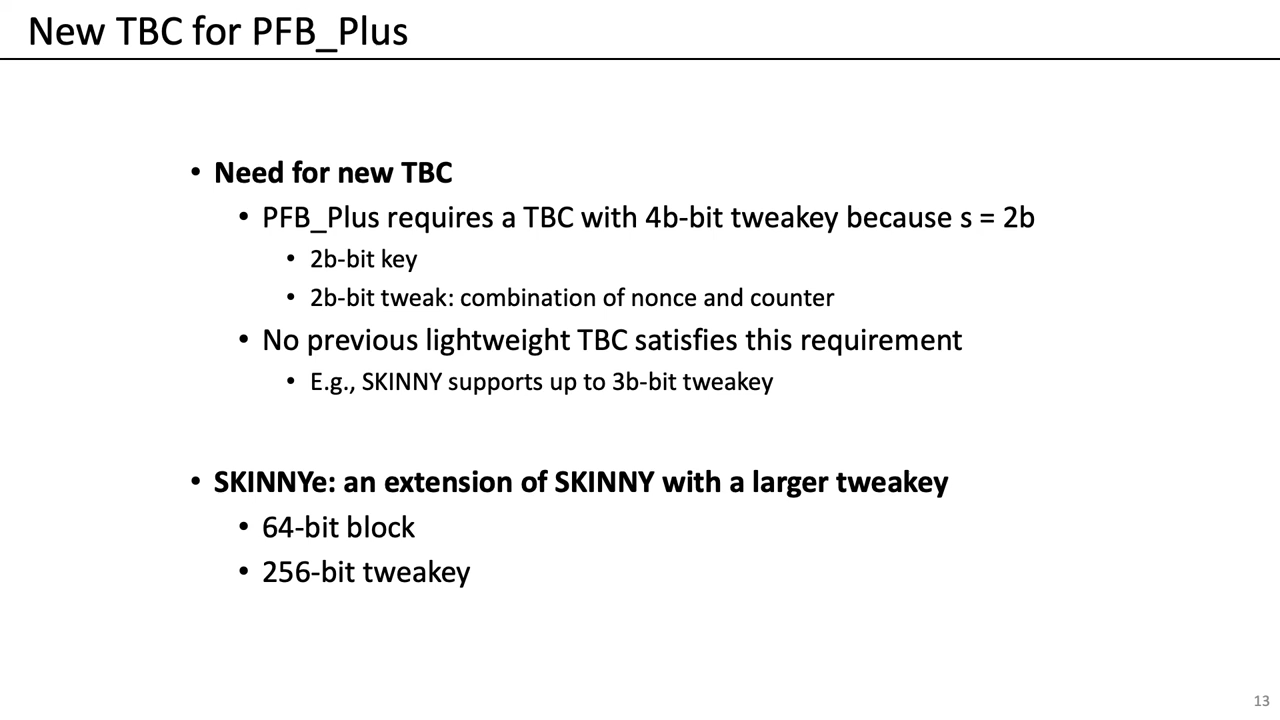 New TBC for PFB_Plus
• Need for new TBC
• PFB_Plus requires a TBC with 4b-bit tweakey because s = 2b
• 2b-bit key
• 2b-bit tweak: combination of nonce and counter
• No previous lightweight TBC satisfies this requirement
• E.g., SKINNY supports up to 3b-bit tweakey
• SKINNYe: an extension of SKINNY with a larger tweakey
• 64-bit block
• 256-bit tweakey
13